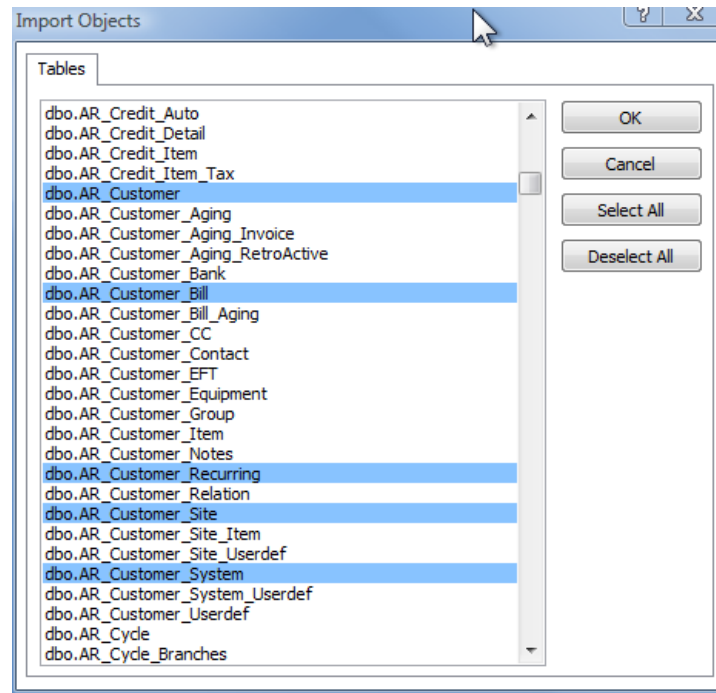 Import Objects
Tables
dbo.AR_Credit_Auto
dbo.AR_Credit_Detail
dbo.AR_Credit_Item
dbo.AR_Credit_Item_Tax
dbo.AR_Customer
dbo.AR_Customer_Aging
dbo.AR_Customer_Aging_Invoice
dbo.AR_Customer_Aging_RetroActive
dbo.AR_Customer_Bank
dbo.AR_Customer_Bill
dbo.AR_Customer_Bill_Aging
dbo.AR_Customer_CC
dbo.AR_Customer_Contact
dbo.AR_Customer_EFT
dbo.AR_Customer_Equipment
dbo.AR_Customer_Group
dbo.AR_Customer_Item
dbo.AR_Customer_Notes
dbo.AR_Customer_Recurring
dbo.AR_Customer_Relation
dbo.AR_Customer_Site
dbo.AR_Customer_Site_Item
dbo.AR_Customer_Site_Userdef
dbo.AR_Customer_System
dbo.AR_Customer_System_Userdef
dbo.AR_Customer_Userdef
dbo.AR_Cycle
dbo.AR_Cycle_Branches
OK
Cancel
Select All
Deselect All